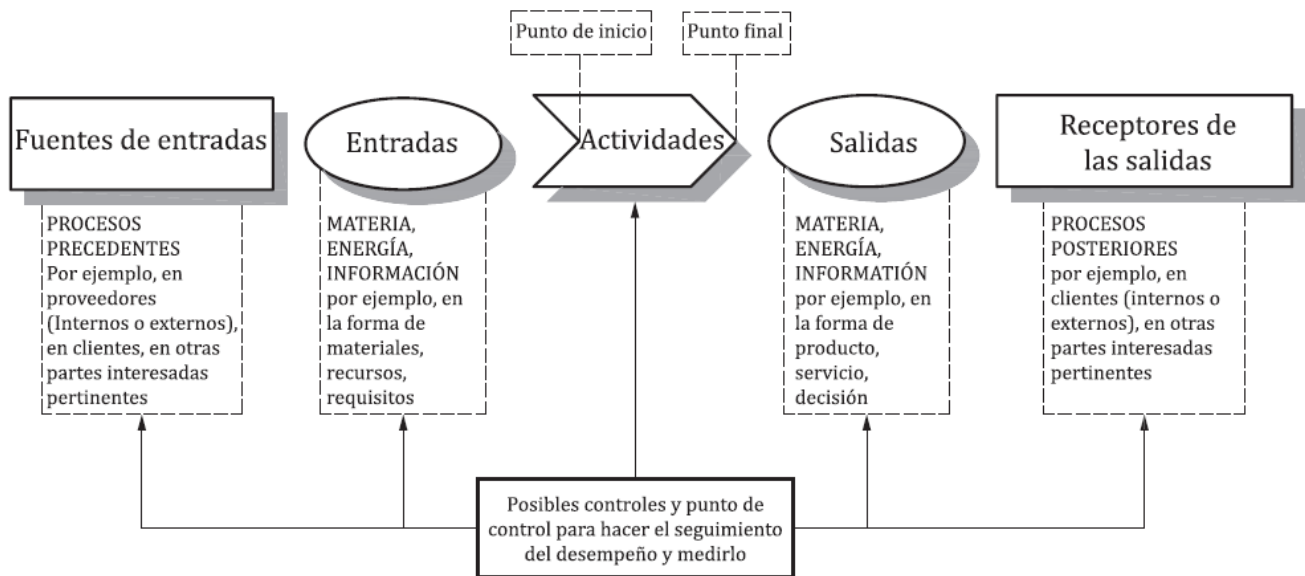 Punto de inicio
Punto final
Fuentes de entradas
Entradas
Actividades
Salidas
Receptores de
las salidas
PROCESOS
PRECEDENTES
Por ejemplo, en
proveedores
(Internos o externos),
en clientes, en otras
partes interesadas
pertinentes
MATERIA,
ENERGÍA,
INFORMACIÓN
por ejemplo, en
la forma de
materiales,
recursos,
requisitos
MATERIA,
ENERGÍA,
INFORMATIÓN
por ejemplo, en
la forma de
producto,
servicio,
decisión
PROCESOS
POSTERIORES
por ejemplo, en
clientes (internos o
externos), en otras
partes interesadas
pertinentes
Posibles controles y punto de
control para hacer el seguimiento
del desempeño y medirlo